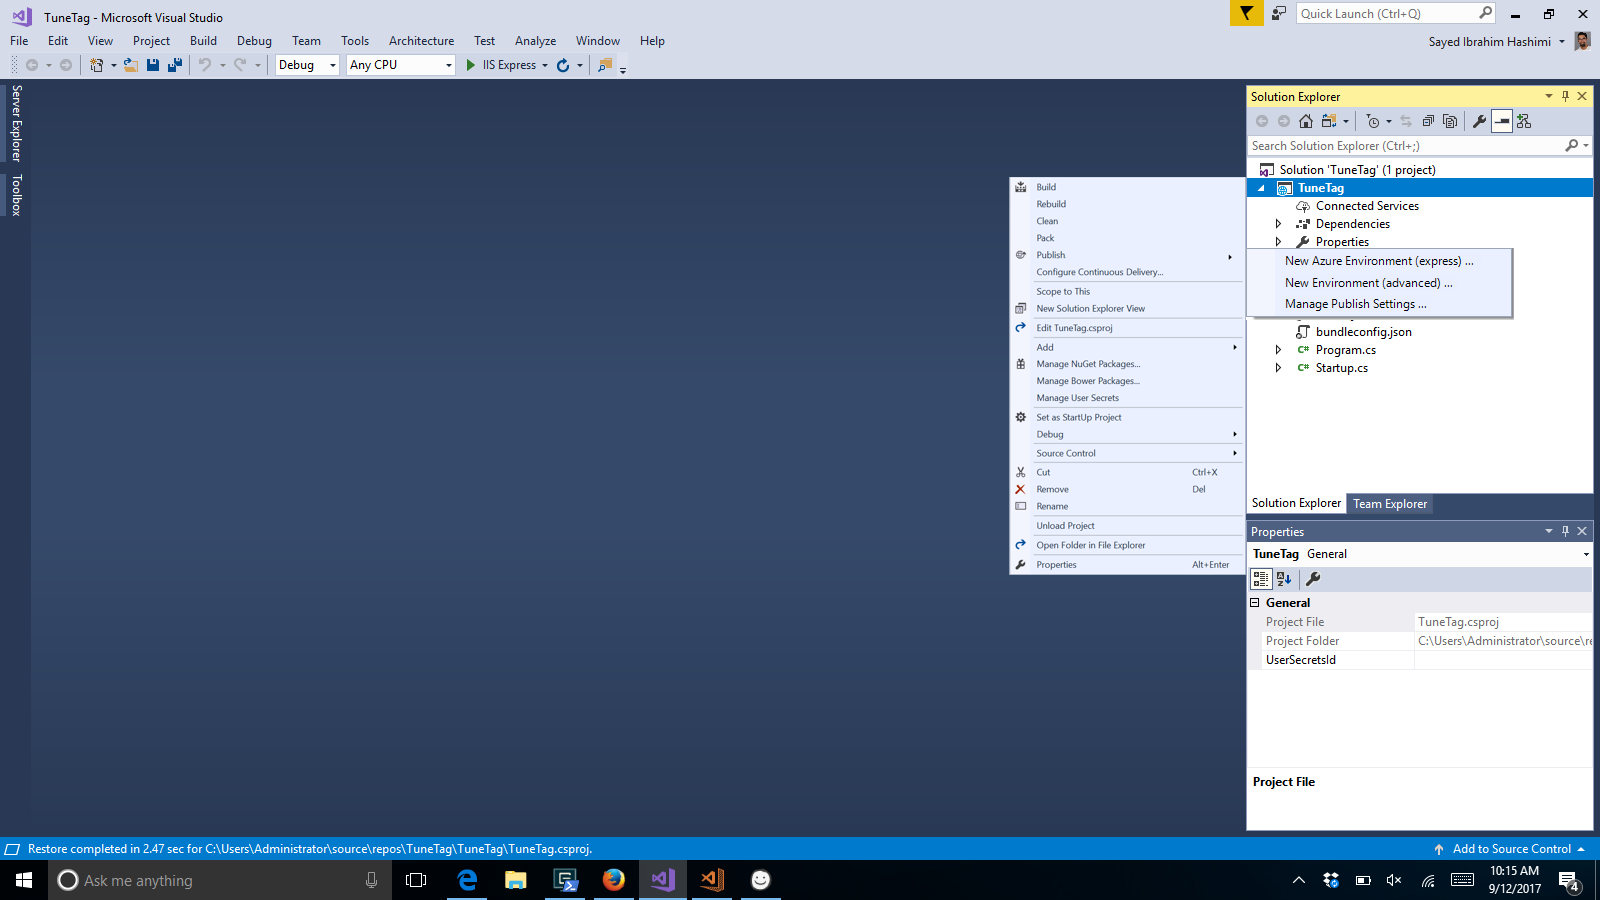 TuneTag - Microsoft Visual Studio
Quick Launch (Ctrl+Q)
File Edit View Project Build Debug Team Tools Architecture Test Analyze Window Help
Sayed Ibrahim Hashimi
Debug Any CPU IIS Express
Server Explorer
Toolbox
Solution Explorer
Search Solution Explorer (Ctrl+;)
Solution 'TuneTag' (1 project)
TuneTag
Connected Services
Dependencies
Properties
bundleconfig.json
C# Program.cs
C# Startup.cs
Build
Rebuild
Clean
Pack
Publish
Configure Continuous Delivery...
Scope to This
New Solution Explorer View
Edit TuneTag.csproj
Add
Manage NuGet Packages...
Manage Bower Packages...
Manage User Secrets
Set as StartUp Project
Debug
Source Control
Cut Ctrl+X
Remove Del
Rename
Unload Project
Open Folder in File Explorer
Properties Alt+Enter
New Azure Environment (express) ...
New Environment (advanced) ...
Manage Publish Settings ...
Solution Explorer Team Explorer
Properties
TuneTag General
General
Project File TuneTag.csproj
Project Folder C:\Users\Administrator\source\re
UserSecretsId
Project File
Restore completed in 2.47 sec for C:\Users\Administrator\source\repos\TuneTag\TuneTag\TuneTag.csproj.
Add to Source Control
Ask me anything
10:15 AM
9/12/2017
4